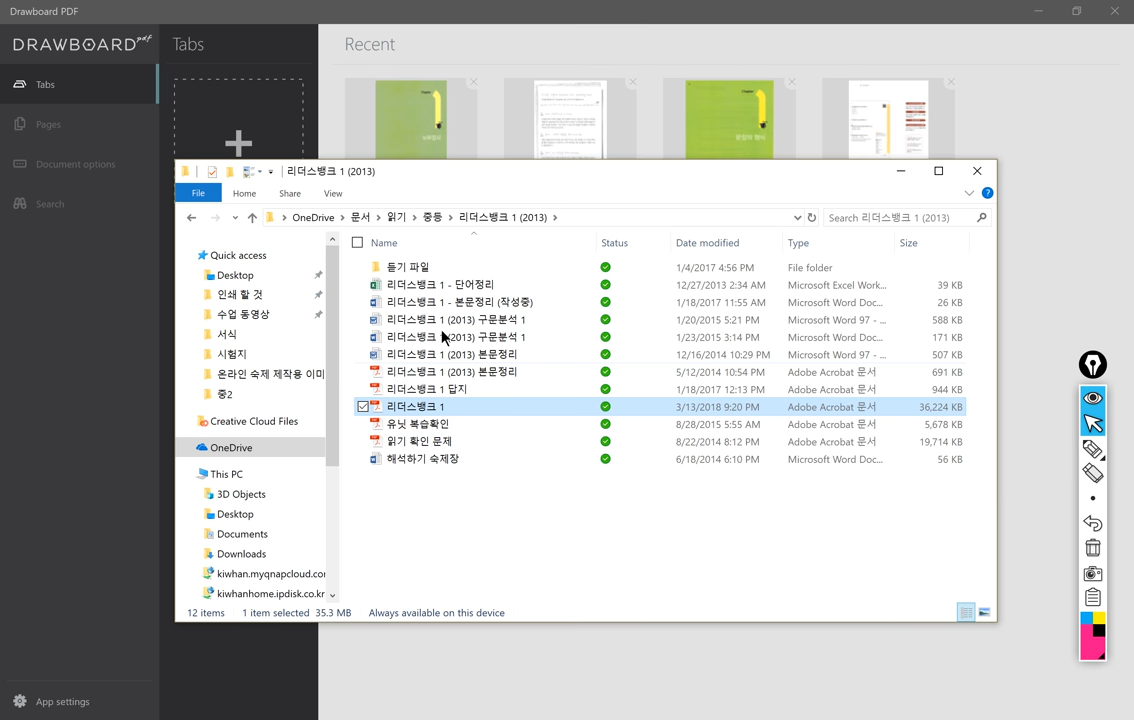 Drawboard PDF
DRAWBOARD pdf
Tabs
Recent
Tabs
Pages
Document options
Search
App settings
리더스뱅크 1 (2013)
File Home Share View
OneDrive > 문서 > 읽기 > 중등 > 리더스뱅크 1 (2013) >
Search 리더스뱅크 1 (2013)
Quick access
Desktop
인쇄 할 것
수업 동영상
서식
시험지
온라인 숙제 제작용 이미
중2
Creative Cloud Files
OneDrive
This PC
3D Objects
Desktop
Documents
Downloads
kiwhan.myqnapcloud.co
kiwhanhome.ipdisk.co.kr
Name Status Date modified Type Size
듣기 파일 1/4/2017 4:56 PM File folder
리더스뱅크 1 - 단어정리 12/27/2013 2:34 AM Microsoft Excel Work... 39 KB
리더스뱅크 1 - 본문정리 (작성중) 1/18/2017 11:55 AM Microsoft Word Doc... 26 KB
리더스뱅크 1 (2013) 구문분석 1 1/20/2015 5:21 PM Microsoft Word 97 - ... 588 KB
리더스뱅크 (2013) 구문분석 1 1/23/2015 3:14 PM Microsoft Word Doc... 171 KB
리더스뱅크 1 (2013) 본문정리 12/16/2014 10:29 PM Microsoft Word 97 - ... 507 KB
리더스뱅크 1 (2013) 본문정리 5/12/2014 10:54 PM Adobe Acrobat 문서 691 KB
리더스뱅크 1 답지 1/18/2017 12:13 PM Adobe Acrobat 문서 944 KB
리더스뱅크 1 3/13/2018 9:20 PM Adobe Acrobat 문서 36,224 KB
유닛 복습확인 8/28/2015 5:55 AM Adobe Acrobat 문서 5,678 KB
읽기 확인 문제 8/22/2014 8:12 PM Adobe Acrobat 문서 19,714 KB
해석하기 숙제장 6/18/2014 6:10 PM Microsoft Word Doc... 56 KB
12 items 1 item selected 35.3 MB Always available on this device